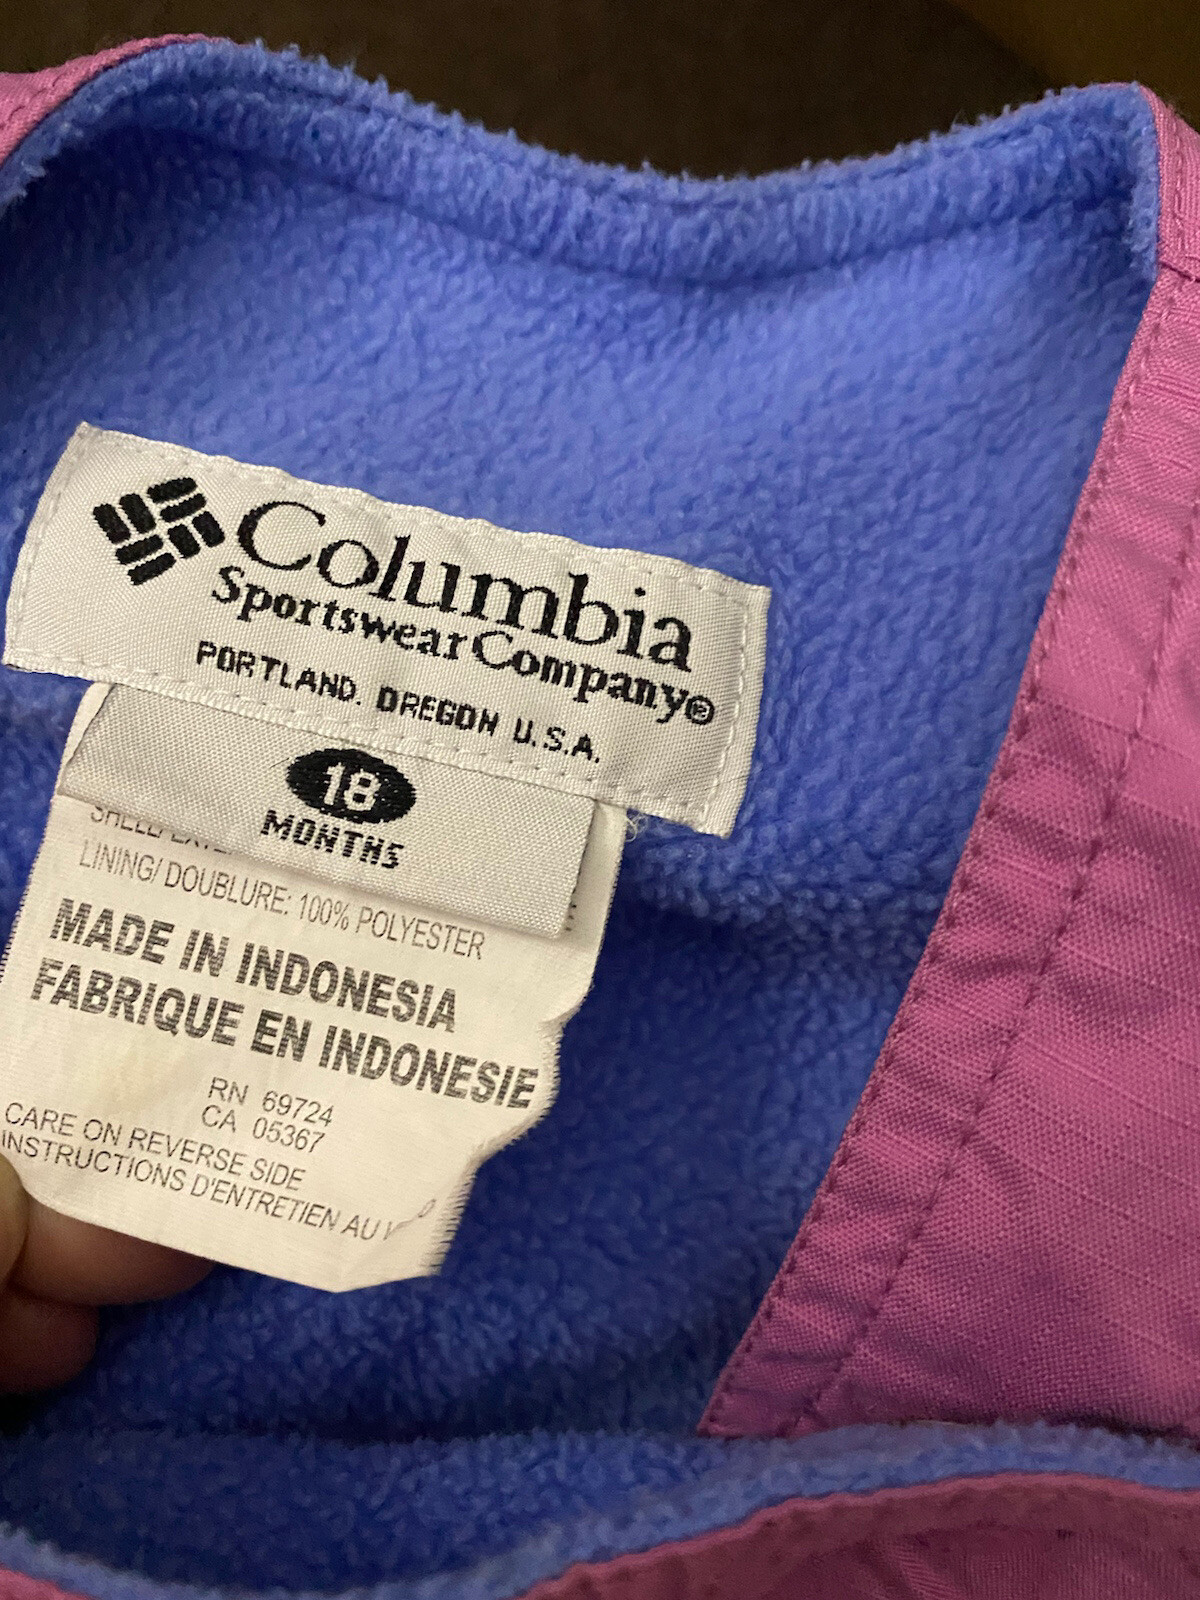 Columbia
Sportswear Company®
PORTLAND. OREGON U.S.A.
18
MONTHS
LINING/ DOUBLURE: 100% POLYESTER
MADE IN INDONESIA
FABRIQUE EN INDONESIE
RN 69724
CA 05367
CARE ON REVERSE SIDE
INSTRUCTIONS D'ENTRETIEN AU